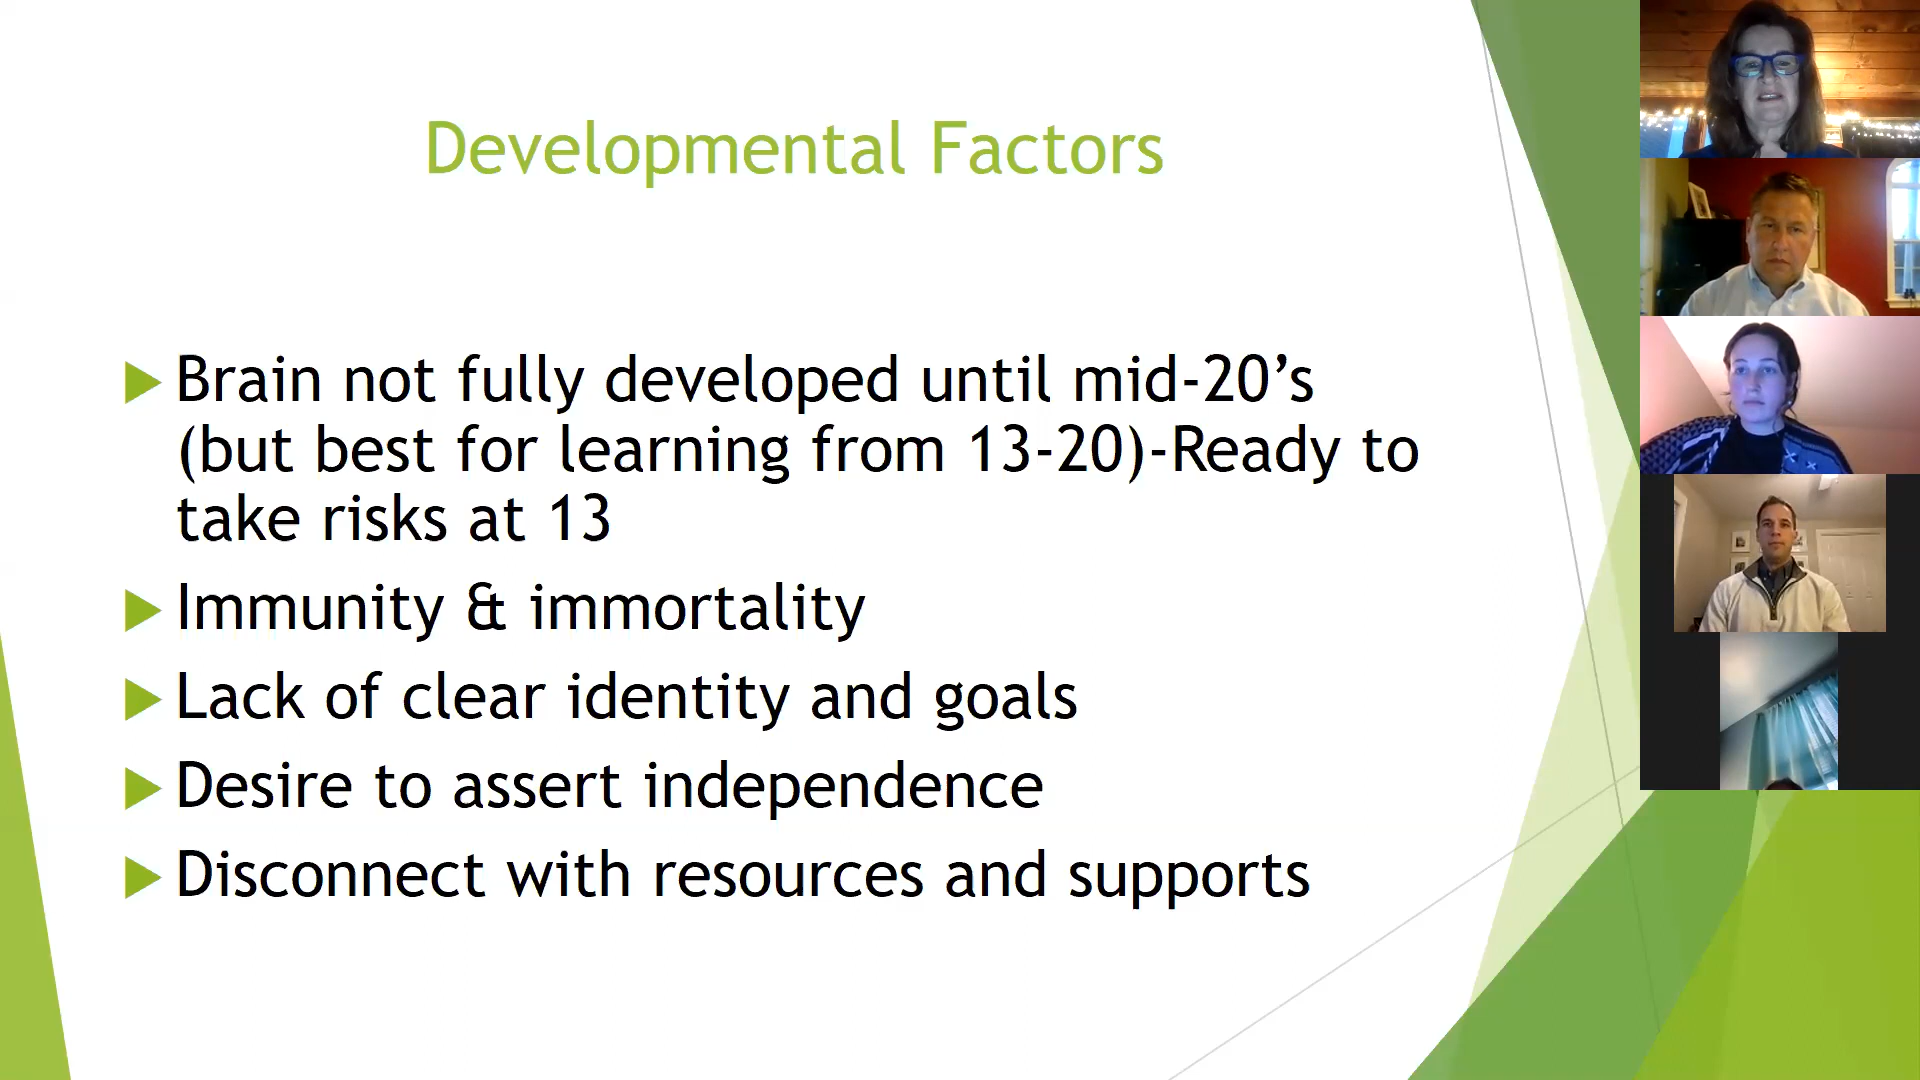 Developmental Factors
Brain not fully developed until mid-20’s
(but best for learning from 13-20)-Ready to
take risks at 13
Immunity & immortality
Lack of clear identity and goals
Desire to assert independence
Disconnect with resources and supports